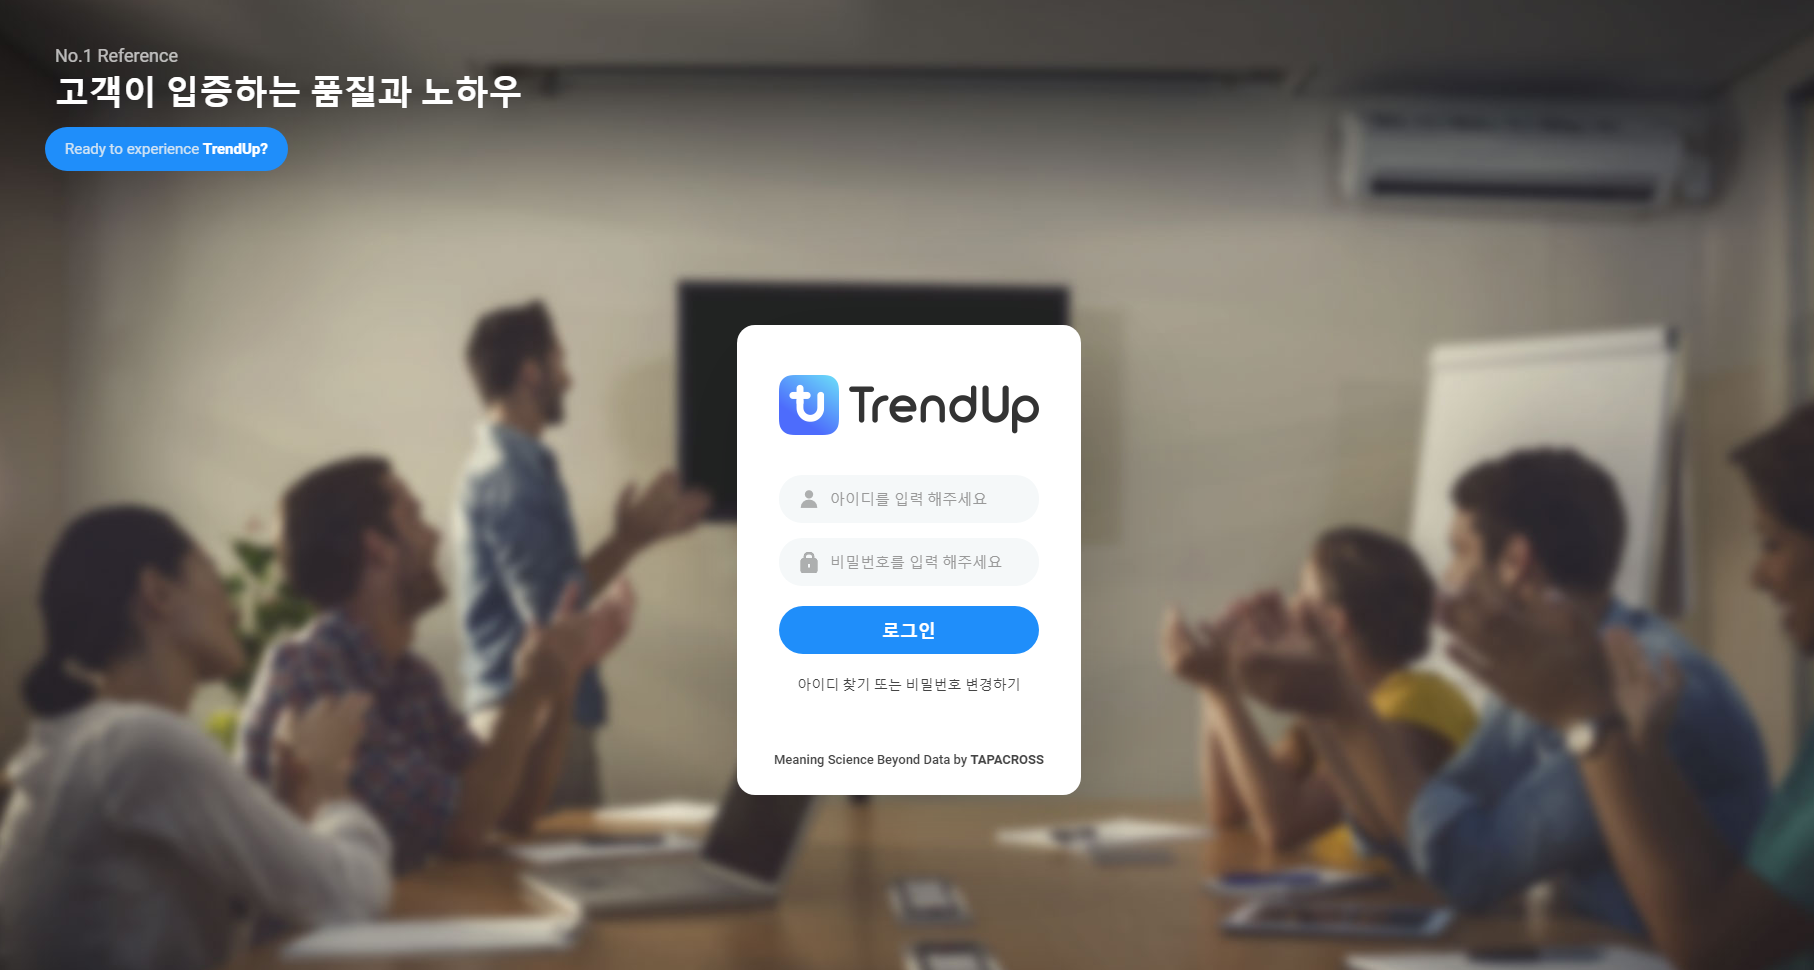 No.1 Reference
고객이 입증하는 품질과 노하우
Ready to experience TrendUp?
tu TrendUp
아이디를 입력 해주세요
비밀번호를 입력 해주세요
로그인
아이디 찾기 또는 비밀번호 변경하기
Meaning Science Beyond Data by TAPACROSS